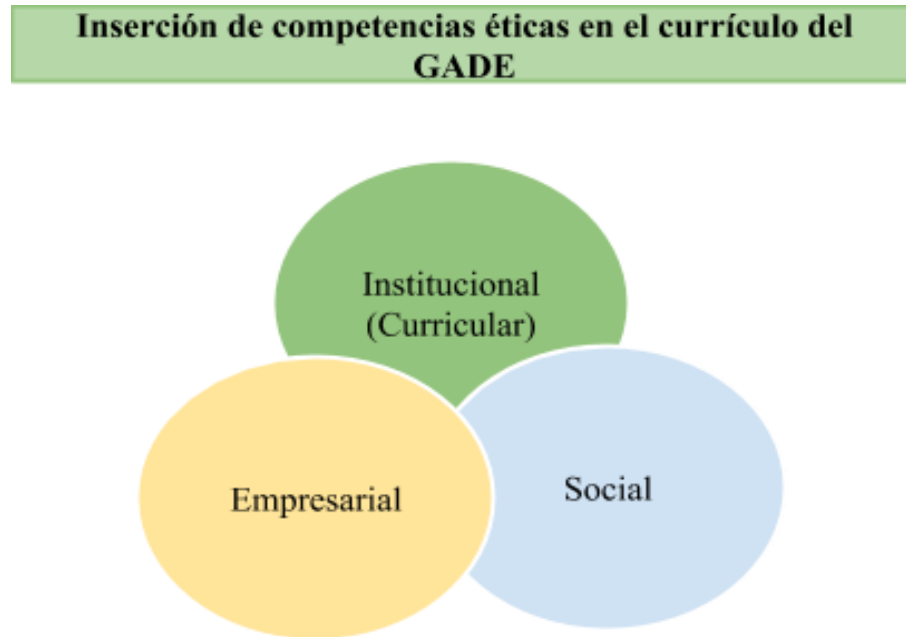 Inserción de competencias éticas en el currículo del
GADE
Institucional
(Curricular)
Empresarial
Social